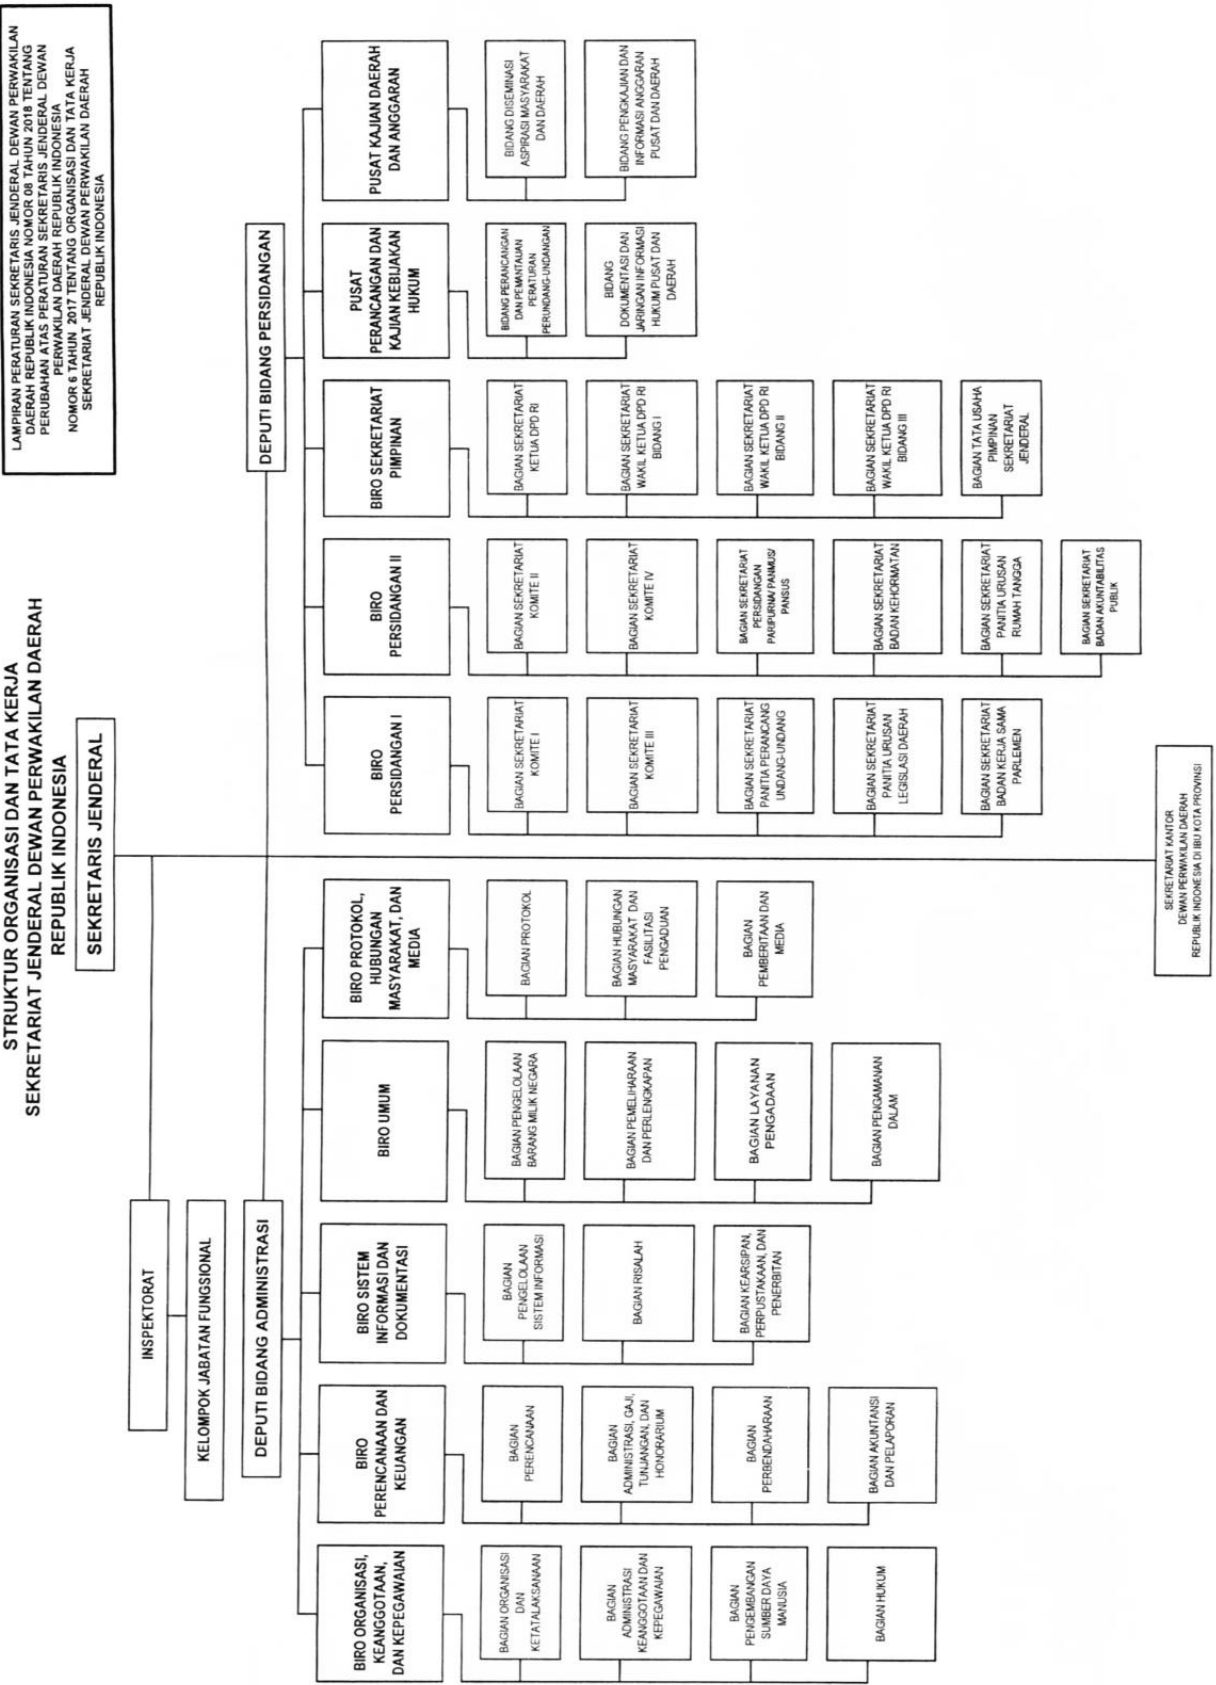 LAMPIRAN PERATURAN SEKRETARIS JENDERAL DEWAN PERWAKILAN
DAERAH REPUBLIK INDONESIA NOMOR 08 TAHUN 2018 TENTANG
PERUBAHAN ATAS PERATURAN SEKRETARIS JENDERAL DEWAN
PERWAKILAN DAERAH REPUBLIK INDONESIA
NOMOR 6 TAHUN 2017 TENTANG ORGANISASI DAN TATA KERJA
SEKRETARIAT JENDERAL DEWAN PERWAKILAN DAERAH
REPUBLIK INDONESIA
STRUKTUR ORGANISASI DAN TATA KERJA
SEKRETARIAT JENDERAL DEWAN PERWAKILAN DAERAH
REPUBLIK INDONESIA
SEKRETARIS JENDERAL
INSPEKTORAT
KELOMPOK JABATAN FUNGSIONAL
DEPUTI BIDANG ADMINISTRASI
DEPUTI BIDANG PERSIDANGAN
BIRO ORGANISASI,
KEANGGOTAAN,
DAN KEPEGAWAIAN
BAGIAN ORGANISASI
DAN
KETATALAKSANAAN
BAGIAN
ADMINISTRASI
KEANGGOTAAN DAN
KEPEGAWAIAN
BAGIAN
PENGEMBANGAN
SUMBER DAYA
MANUSIA
BAGIAN HUKUM
BIRO
PERENCANAAN DAN
KEUANGAN
BAGIAN
PERENCANAAN
BAGIAN
ADMINISTRASI, GAJI,
TUNJANGAN, DAN
HONORARIUM
BAGIAN
PERBENDAHARAAN
BAGIAN AKUNTANSI
DAN PELAPORAN
BIRO SISTEM
INFORMASI DAN
DOKUMENTASI
BAGIAN
PENGELOLAAN
SISTEM INFORMASI
BAGIAN RISALAH
BAGIAN KEARSIPAN,
PERPUSTAKAAN, DAN
PENERBITAN
BIRO UMUM
BAGIAN PENGELOLAAN
BARANG MILIK NEGARA
BAGIAN PEMELIHARAAN
DAN PERLENGKAPAN
BAGIAN LAYANAN
PENGADAAN
BAGIAN PENGAMANAN
DALAM
BIRO PROTOKOL,
HUBUNGAN
MASYARAKAT, DAN
MEDIA
BAGIAN PROTOKOL
BAGIAN HUBUNGAN
MASYARAKAT DAN
FASILITASI
PENGADUAN
BAGIAN
PEMBERITAAN DAN
MEDIA
BIRO
PERSIDANGAN I
BAGIAN SEKRETARIAT
KOMITE I
BAGIAN SEKRETARIAT
KOMITE III
BAGIAN SEKRETARIAT
PANITIA PERANCANG
UNDANG-UNDANG
BAGIAN SEKRETARIAT
PANITIA URUSAN
LEGISLASI DAERAH
BAGIAN SEKRETARIAT
BADAN KERJA SAMA
PARLEMEN
BIRO
PERSIDANGAN II
BAGIAN SEKRETARIAT
KOMITE II
BAGIAN SEKRETARIAT
KOMITE IV
BAGIAN SEKRETARIAT
PERSIDANGAN
PARIPURNA/ PANMUS/
PANSUS
BAGIAN SEKRETARIAT
BADAN KEHORMATAN
BAGIAN SEKRETARIAT
PANITIA URUSAN
RUMAH TANGGA
BAGIAN SEKRETARIAT
BADAN AKUNTABILITAS
PUBLIK
BIRO SEKRETARIAT
PIMPINAN
BAGIAN SEKRETARIAT
KETUA DPD RI
BAGIAN SEKRETARIAT
WAKIL KETUA DPD RI
BIDANG I
BAGIAN SEKRETARIAT
WAKIL KETUA DPD RI
BIDANG II
BAGIAN SEKRETARIAT
WAKIL KETUA DPD RI
BIDANG III
BAGIAN TATA USAHA
PIMPINAN
SEKRETARIAT
JENDERAL
PUSAT
PERANCANGAN DAN
KAJIAN KEBIJAKAN
HUKUM
BIDANG PERANCANGAN
DAN PEMANTAUAN
PERATURAN
PERUNDANG-UNDANGAN
BIDANG
DOKUMENTASI DAN
JARINGAN INFORMASI
HUKUM PUSAT DAN
DAERAH
PUSAT KAJIAN DAERAH
DAN ANGGARAN
BIDANG DISEMINASI
ASPIRASI MASYARAKAT
DAN DAERAH
BIDANG PENGKAJIAN DAN
INFORMASI ANGGARAN
PUSAT DAN DAERAH
SEKRETARIAT KANTOR
DEWAN PERWAKILAN DAERAH
REPUBLIK INDONESIA DI IBU KOTA PROVINSI